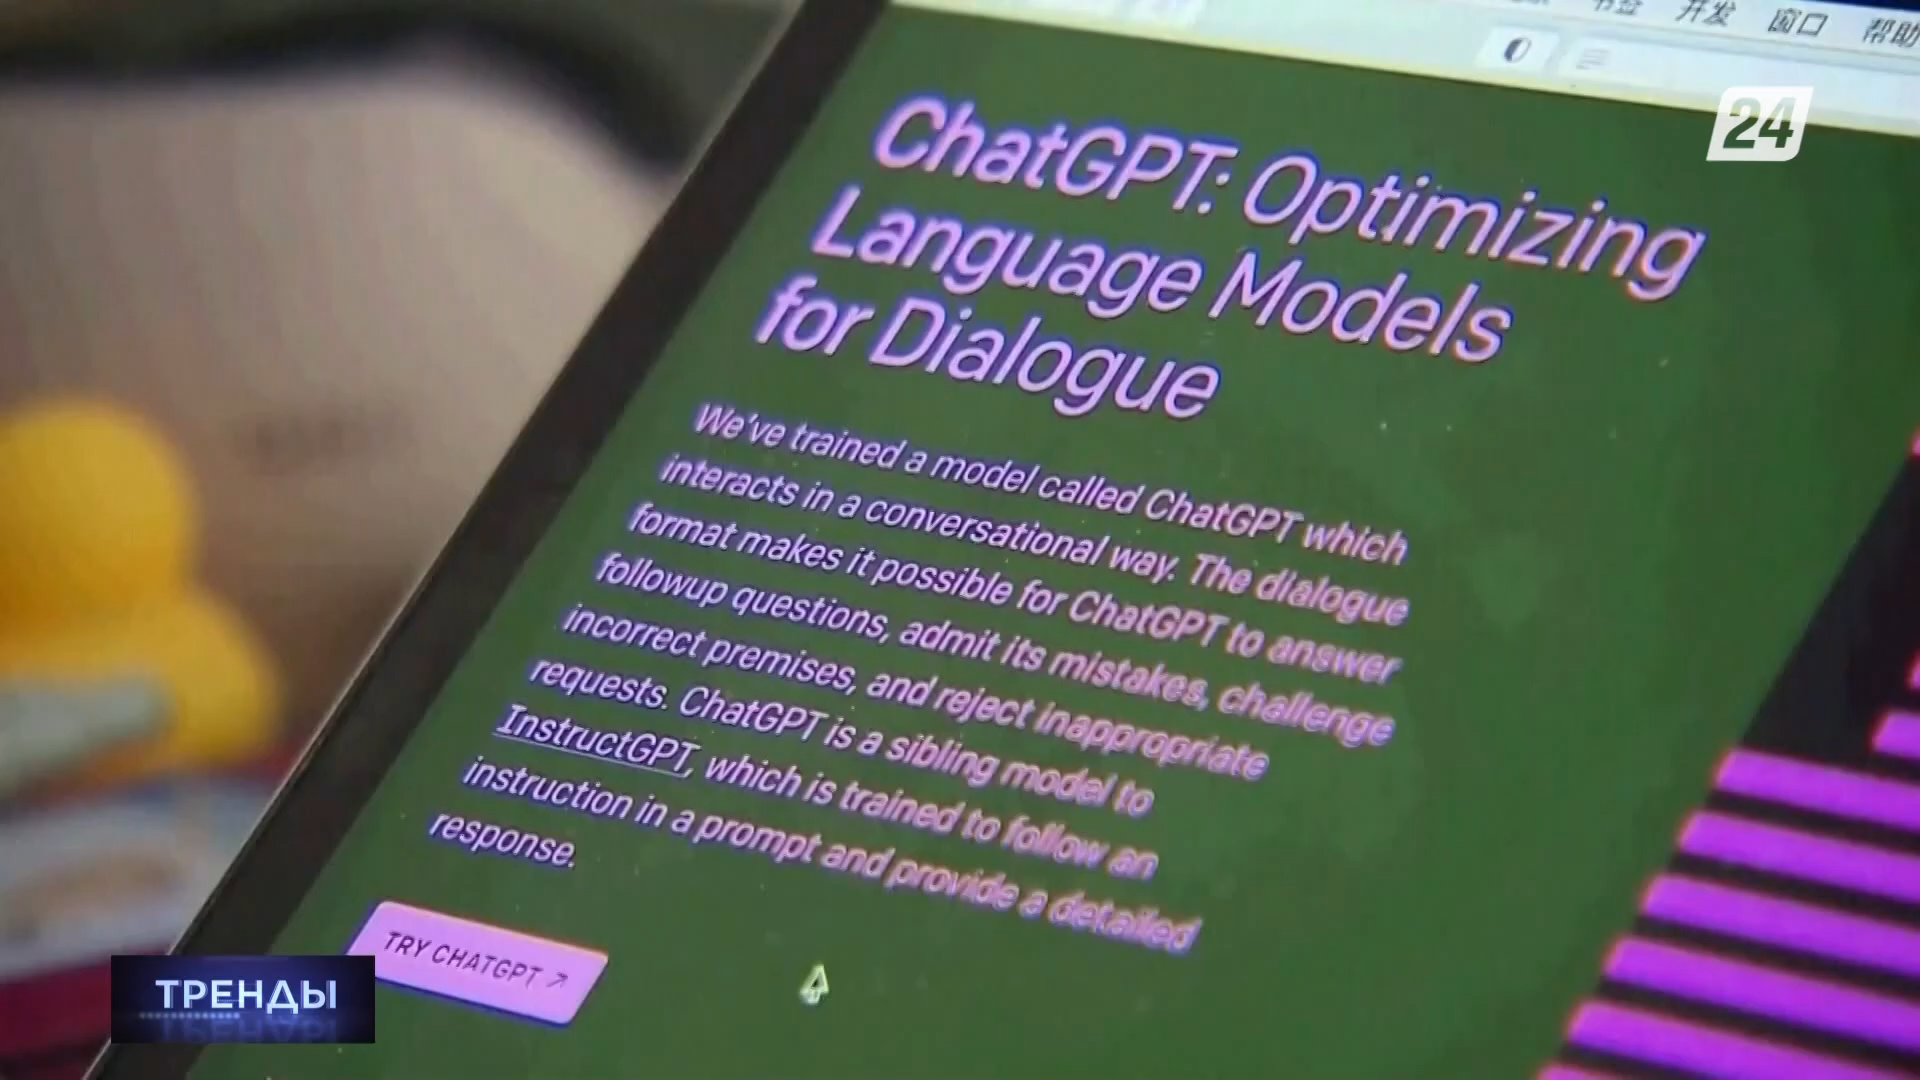 开发 窗口 帮助
24
ChatGPT: Optimizing
Language Models
for Dialogue
We've trained a model called ChatGPT which
interacts in a conversational way. The dialogue
format makes it possible for ChatGPT to answer
followup questions, admit its mistakes, challenge
incorrect premises, and reject inappropriate
requests. ChatGPT is a sibling model to
InstructGPT, which is trained to follow an
instruction in a prompt and provide a detailed
response.
TRY CHATGPT ↗
ТРЕНДЫ